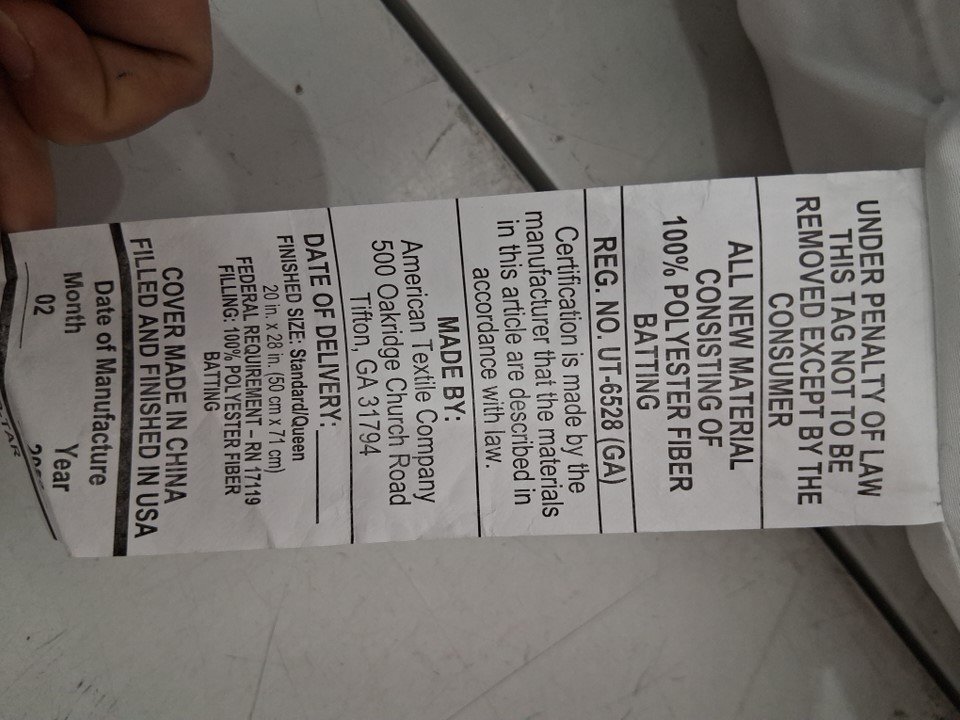 UNDER PENALTY OF LAW
THIS TAG NOT TO BE
REMOVED EXCEPT BY THE
CONSUMER
ALL NEW MATERIAL
CONSISTING OF
100% POLYESTER FIBER
BATTING
REG. NO. UT-6528 (GA)
Certification is made by the
manufacturer that the materials
in this article are described in
accordance with law.
MADE BY:
American Textile Company
500 Oakridge Church Road
Tifton, GA 31794
DATE OF DELIVERY:
FINISHED SIZE: Standard/Queen
20 in. x 28 in. (50 cm x 71 cm)
FEDERAL REQUIREMENT – RN 17119
FILLING: 100% POLYESTER FIBER
BATTING
COVER MADE IN CHINA
FILLED AND FINISHED IN USA
Date of Manufacture
Month Year
02